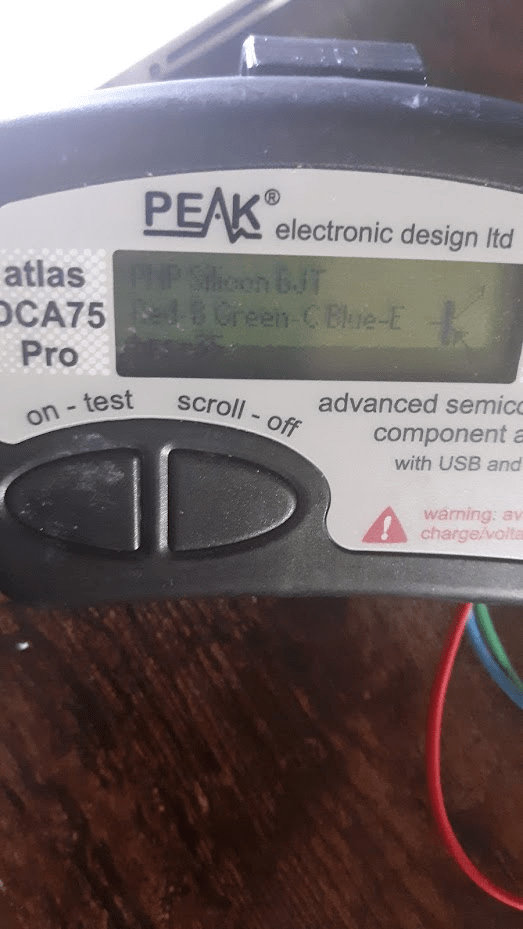 PEAK®
electronic design ltd
atlas
DCA75
Pro
PNP Silicon BJT
Red-B Green-C Blue-E
on - test
scroll - off
advanced semico
component a
with USB and
warning: av
charge/volta